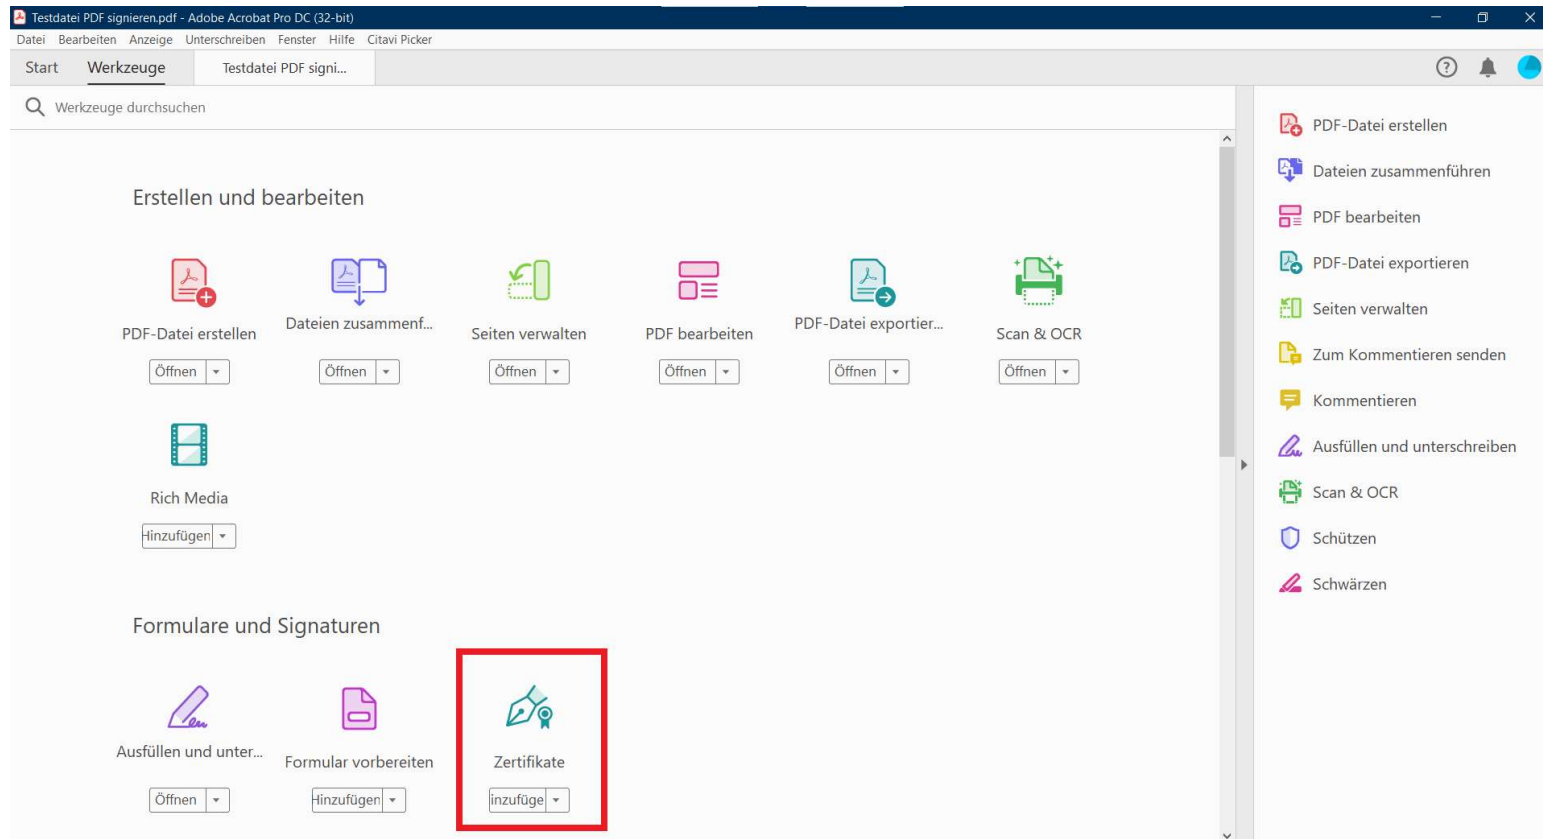 Testdatei PDF signieren.pdf - Adobe Acrobat Pro DC (32-bit)
Datei Bearbeiten Anzeige Unterschreiben Fenster Hilfe Citavi Picker
Start Werkzeuge Testdatei PDF signi...
Werkzeuge durchsuchen
Erstellen und bearbeiten
PDF-Datei erstellen Dateien zusammenf... Seiten verwalten PDF bearbeiten PDF-Datei exportier... Scan & OCR
Öffnen Öffnen Öffnen Öffnen Öffnen Öffnen
Rich Media
Hinzufügen
Formulare und Signaturen
Ausfüllen und unter... Formular vorbereiten Zertifikate
Öffnen Hinzufügen inzufüge
PDF-Datei erstellen
Dateien zusammenführen
PDF bearbeiten
PDF-Datei exportieren
Seiten verwalten
Zum Kommentieren senden
Kommentieren
Ausfüllen und unterschreiben
Scan & OCR
Schützen
Schwärzen